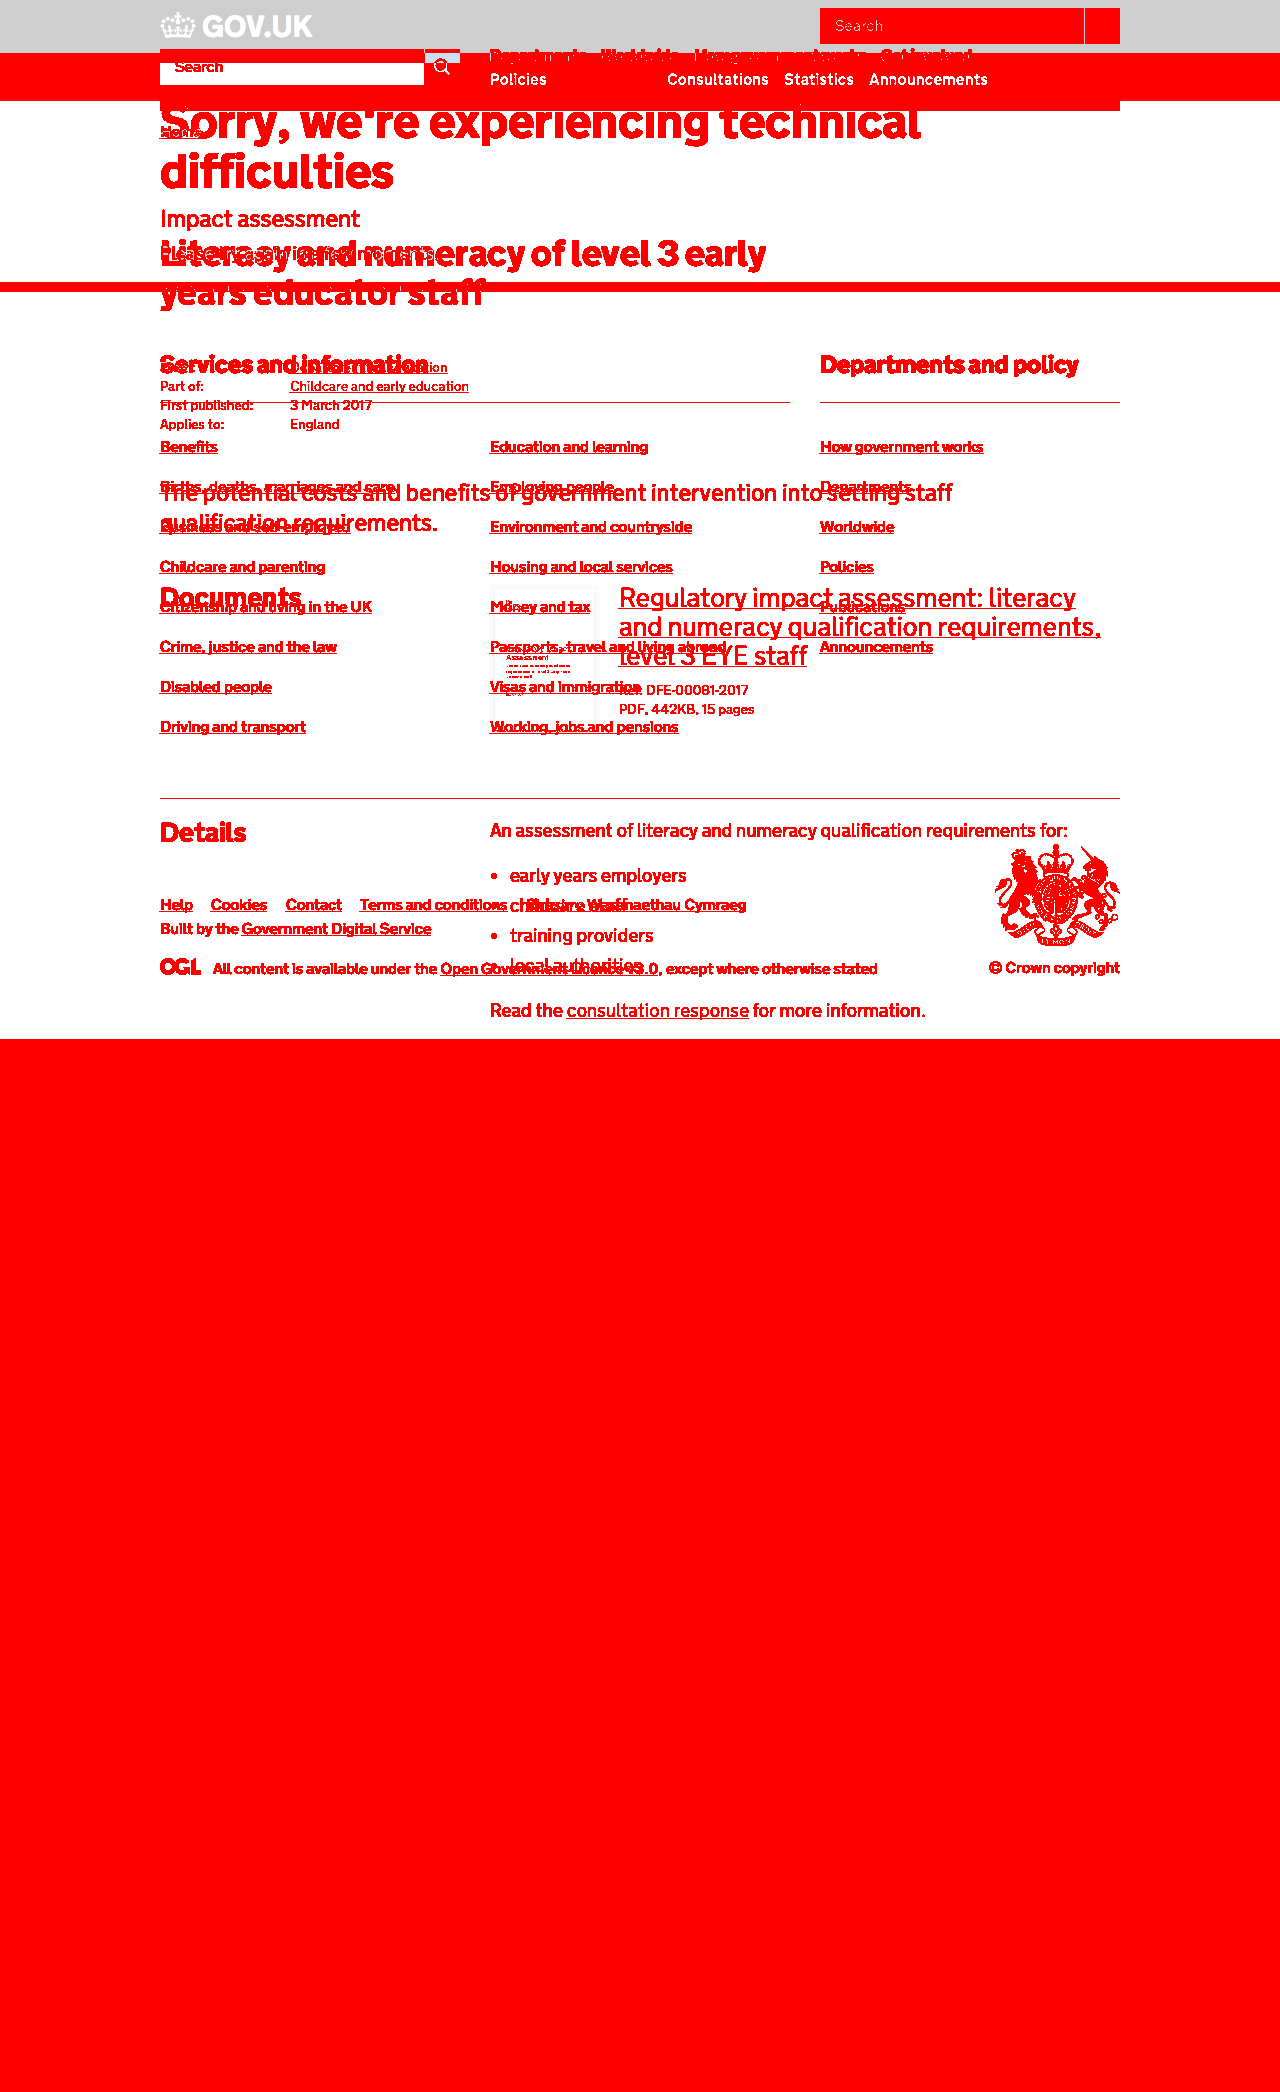 GOV.UK
Search
Search
Departments Worldwide How government works Get involved
Policies Consultations Statistics Announcements
Sorry, we're experiencing technical
Home
difficulties
Impact assessment
Please try again in a few moments.
Literacy and numeracy of level 3 early
years educator staff
Services and information
Departments and policy
Part of: Childcare and early education
First published: 3 March 2017
Applies to: England
Benefits
Education and learning
How government works
Births, deaths, marriages and care
Employing people
Departments
The potential costs and benefits of government intervention into setting staff
qualification requirements.
Business and self-employed
Environment and countryside
Worldwide
Childcare and parenting
Housing and local services
Policies
Documents
Regulatory impact assessment: literacy
and numeracy qualification requirements,
level 3 EYE staff
Citizenship and living in the UK
Money and tax
Publications
Crime, justice and the law
Passports, travel and living abroad
Announcements
Assessment
Disabled people
Visas and immigration
Ref: DFE-00081-2017
PDF, 442KB, 15 pages
Driving and transport
Working, jobs and pensions
Details
An assessment of literacy and numeracy qualification requirements for:
• early years employers
• childcare staff
• training providers
• local authorities
Help Cookies Contact Terms and conditions Rhestr o Wasanaethau Cymraeg
Built by the Government Digital Service
OGL All content is available under the Open Government Licence v3.0, except where otherwise stated
© Crown copyright
Read the consultation response for more information.